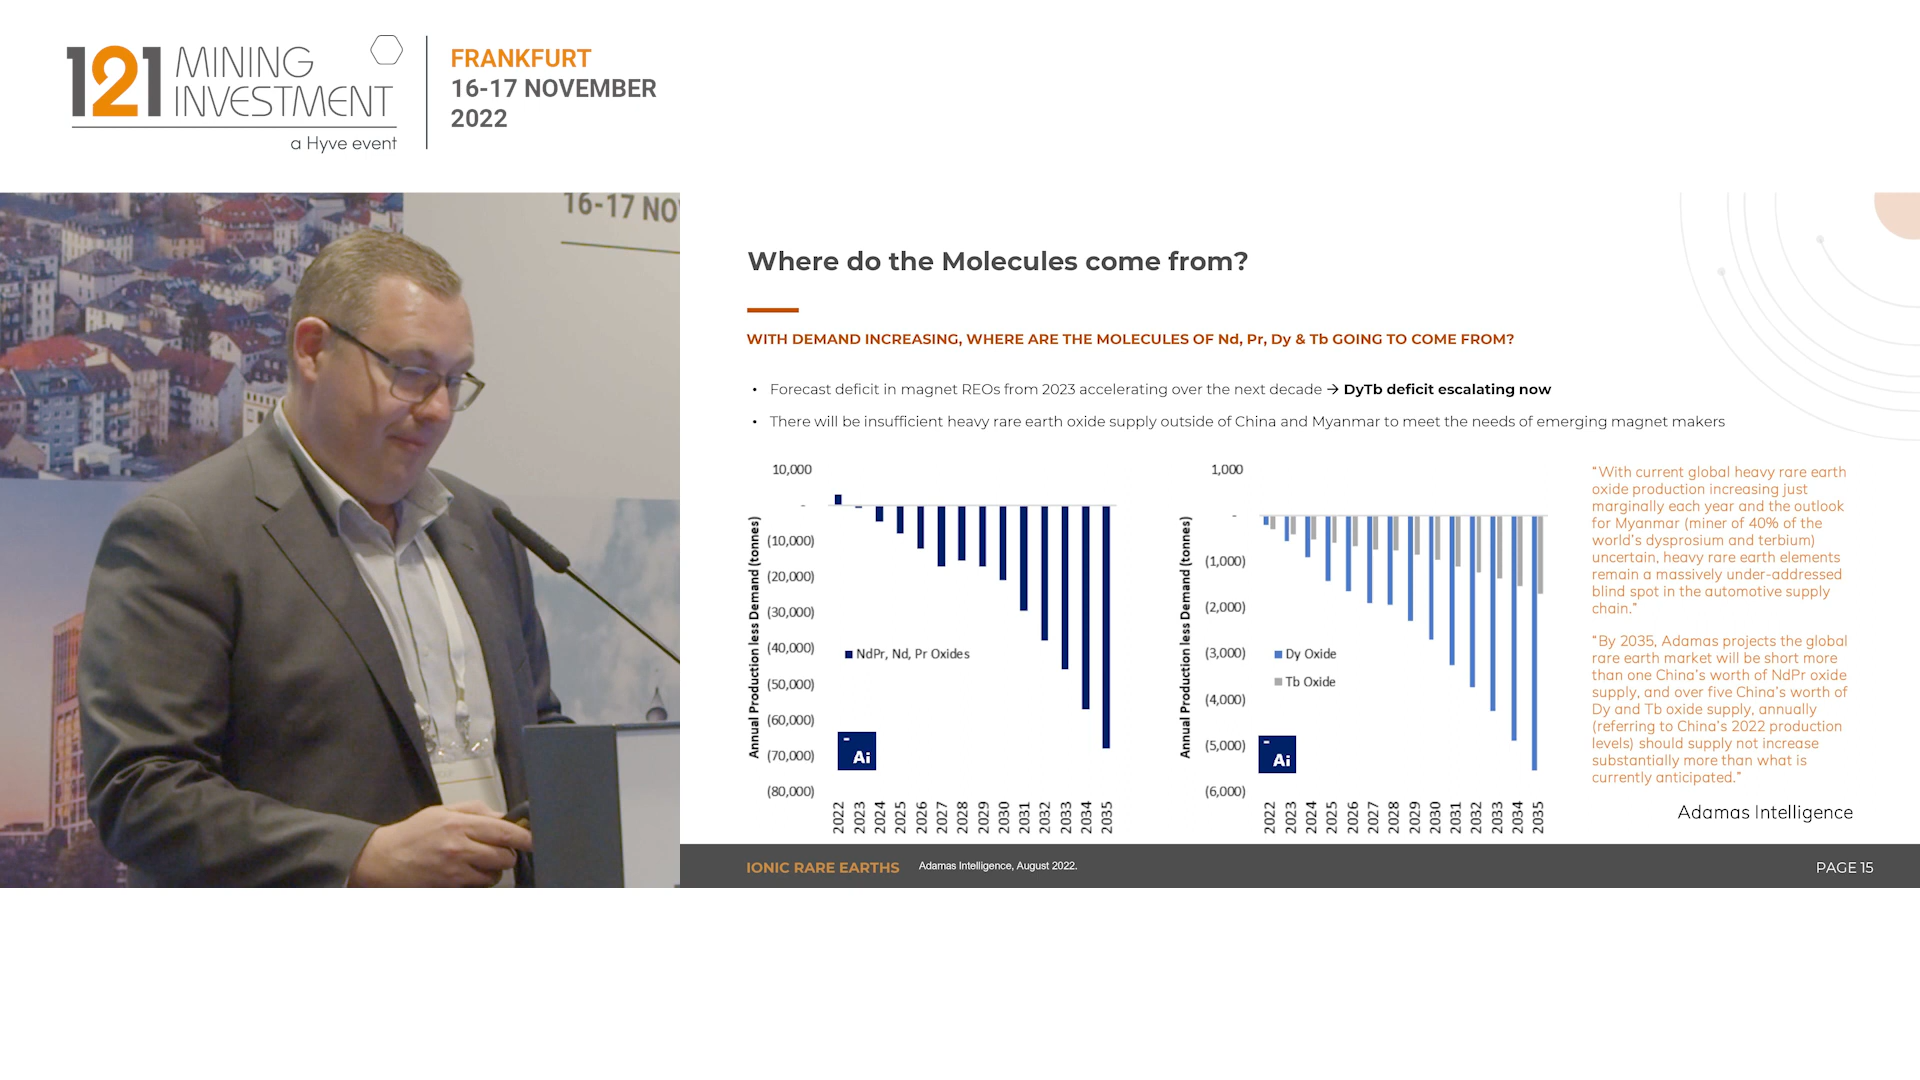 121 MINING
INVESTMENT
a Hyve event
FRANKFURT
16-17 NOVEMBER
2022
16-17 NO
Where do the Molecules come from?
WITH DEMAND INCREASING, WHERE ARE THE MOLECULES OF Nd, Pr, Dy & Tb GOING TO COME FROM?
• Forecast deficit in magnet REOs from 2023 accelerating over the next decade → DyTb deficit escalating now
• There will be insufficient heavy rare earth oxide supply outside of China and Myanmar to meet the needs of emerging magnet makers
Annual Production less Demand (tonnes)
10,000
-
(10,000)
(20,000)
(30,000)
(40,000)
(50,000)
(60,000)
(70,000)
(80,000)
NdPr, Nd, Pr Oxides
Ai
2022 2023 2024 2025 2026 2027 2028 2029 2030 2031 2032 2033 2034 2035
Annual Production less Demand (tonnes)
1,000
-
(1,000)
(2,000)
(3,000)
(4,000)
(5,000)
(6,000)
Dy Oxide
Tb Oxide
Ai
2022 2023 2024 2025 2026 2027 2028 2029 2030 2031 2032 2033 2034 2035
“With current global heavy rare earth
oxide production increasing just
marginally each year and the outlook
for Myanmar (miner of 40% of the
world’s dysprosium and terbium)
uncertain, heavy rare earth elements
remain a massively under-addressed
blind spot in the automotive supply
chain.”
“By 2035, Adamas projects the global
rare earth market will be short more
than one China’s worth of NdPr oxide
supply, and over five China’s worth of
Dy and Tb oxide supply, annually
(referring to China’s 2022 production
levels) should supply not increase
substantially more than what is
currently anticipated.”
Adamas Intelligence
IONIC RARE EARTHS
Adamas Intelligence, August 2022.
PAGE 15